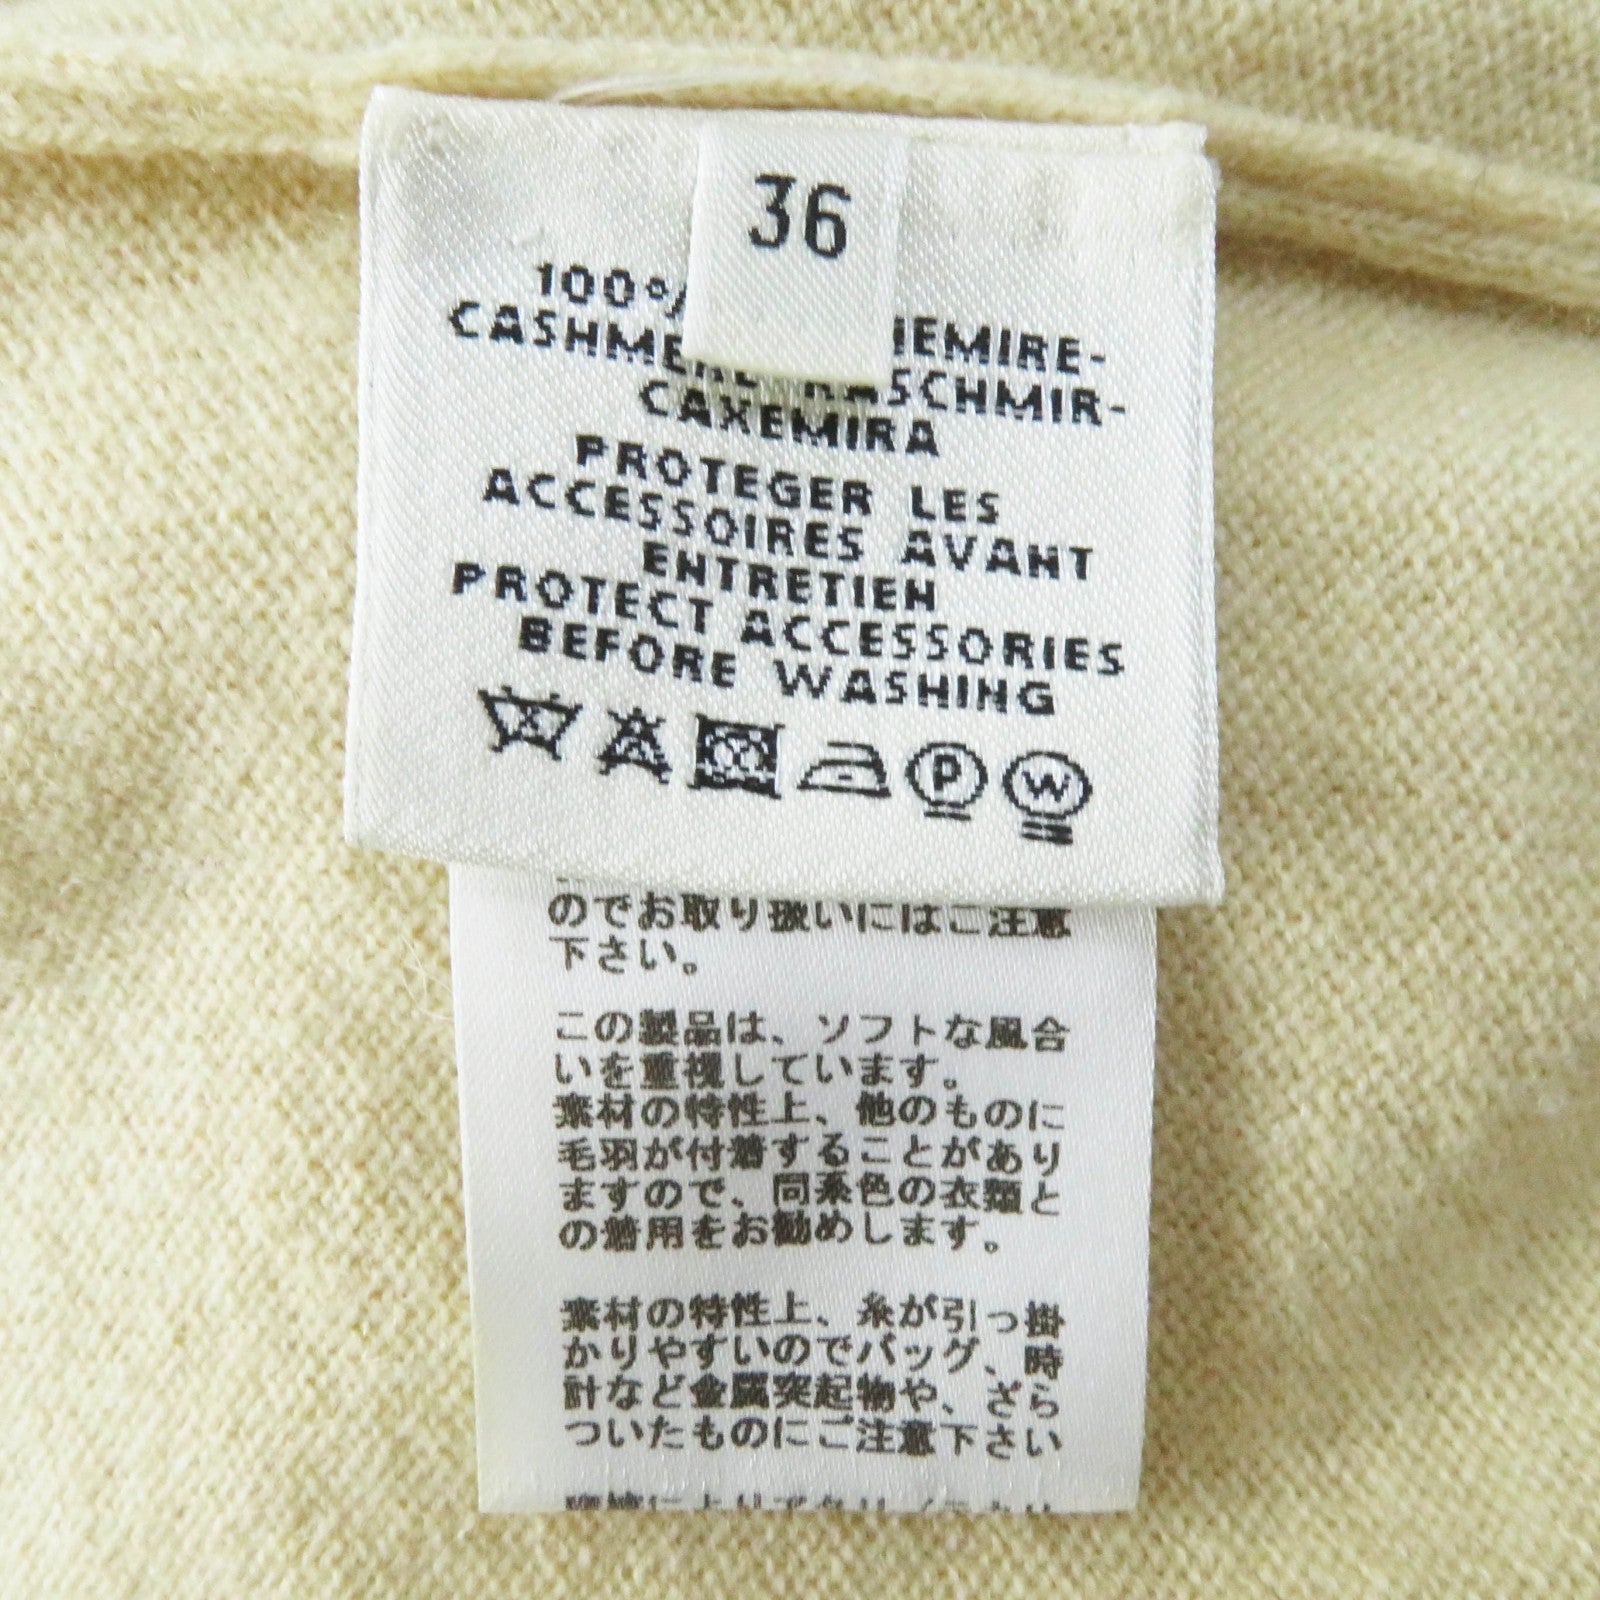 36
100%
CASHMERE KASCHMIR-
CAXEMIRA
PROTEGER LES
ACCESSOIRES AVANT
ENTRETIEN
PROTECT ACCESSORIES
BEFORE WASHING
P W
のでお取り扱いにはご注意
下さい。
この製品は、ソフトな風合
いを重視しています。
素材の特性上、他のものに
毛羽が付着することがあり
ますので、同系色の衣類と
の着用をお勧めします。
素材の特性上、糸が引っ掛
かりやすいのでバッグ、時
計など金属突起物や、ざら
ついたものにご注意下さい